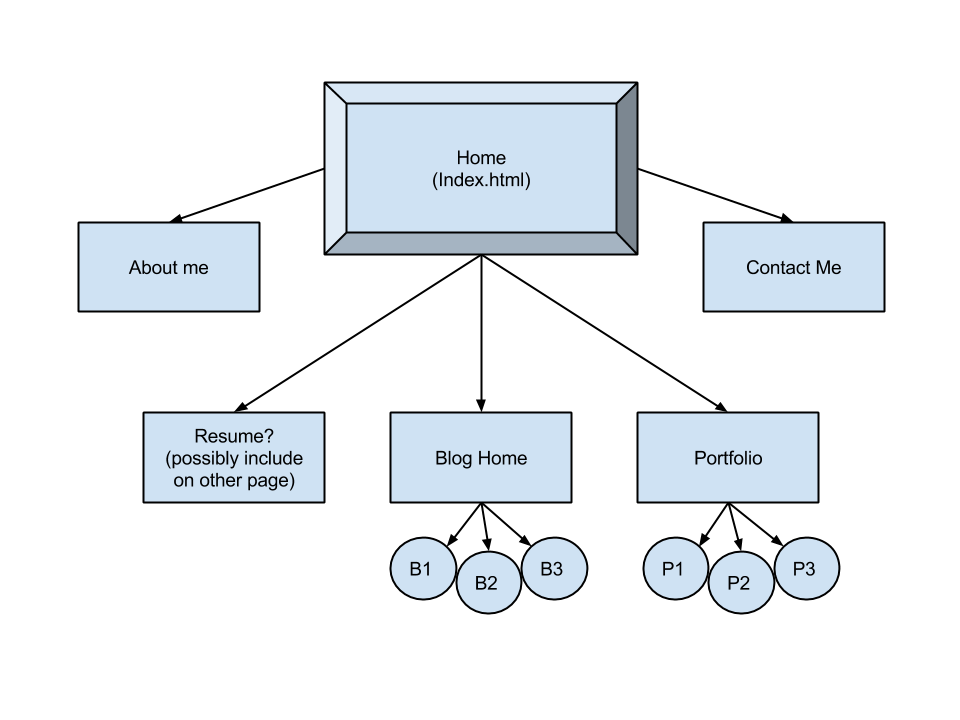 Home
(Index.html)
About me
Contact Me
Resume?
(possibly include
on other page)
Blog Home
Portfolio
B1
B2
B3
P1
P2
P3